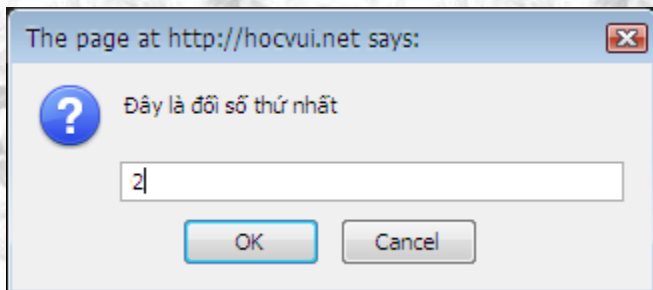 The page at http://hocvui.net says:
Đây là đối số thứ nhất
2
OK Cancel